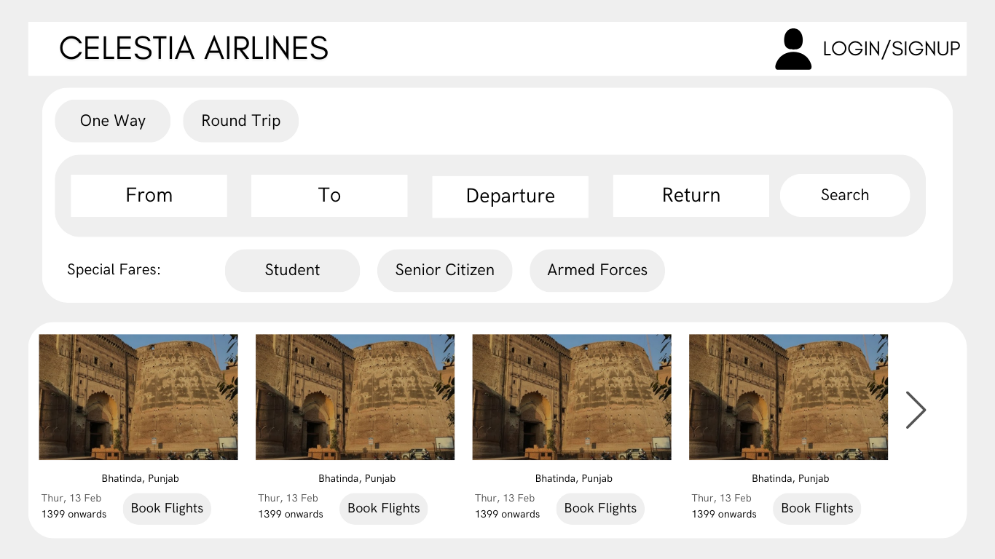 CELESTIA AIRLINES
LOGIN/SIGNUP
One Way
Round Trip
From
To
Departure
Return
Search
Special Fares:
Student
Senior Citizen
Armed Forces
Bhatinda, Punjab
Thur, 13 Feb
1399 onwards
Book Flights
Bhatinda, Punjab
Thur, 13 Feb
1399 onwards
Book Flights
Bhatinda, Punjab
Thur, 13 Feb
1399 onwards
Book Flights
Bhatinda, Punjab
Thur, 13 Feb
1399 onwards
Book Flights